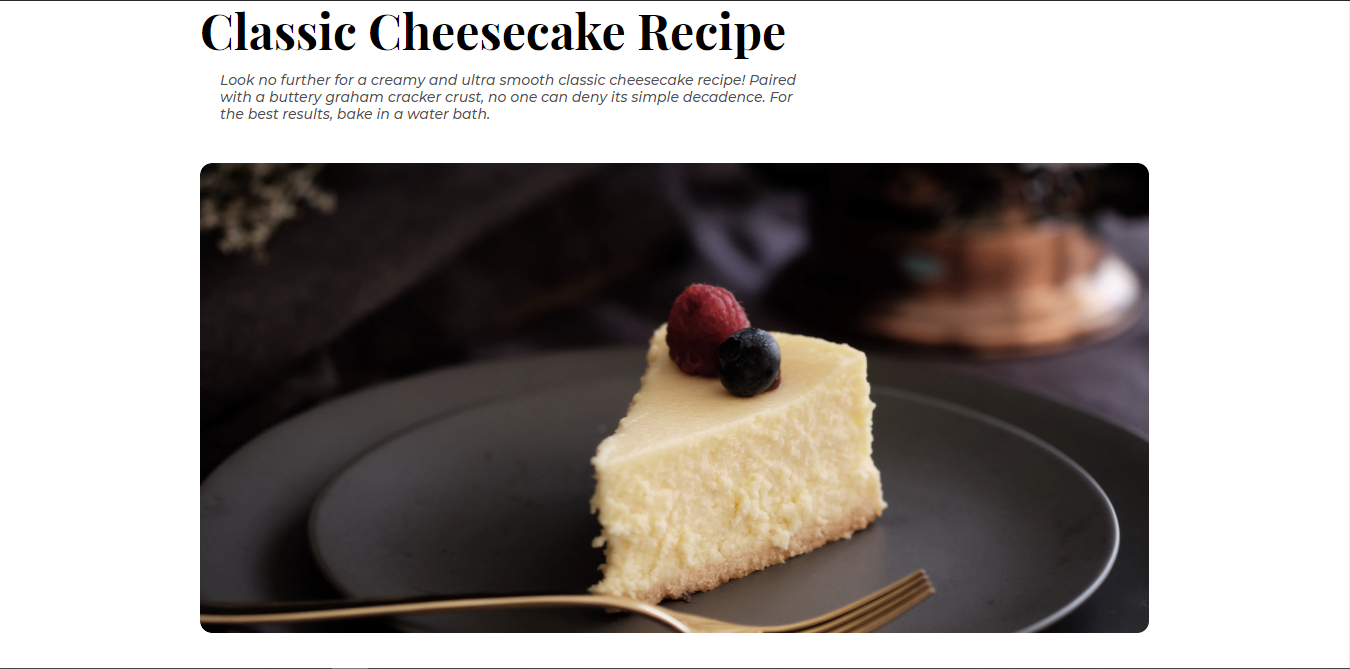 Classic Cheesecake Recipe
Look no further for a creamy and ultra smooth classic cheesecake recipe! Paired
with a buttery graham cracker crust, no one can deny its simple decadence. For
the best results, bake in a water bath.